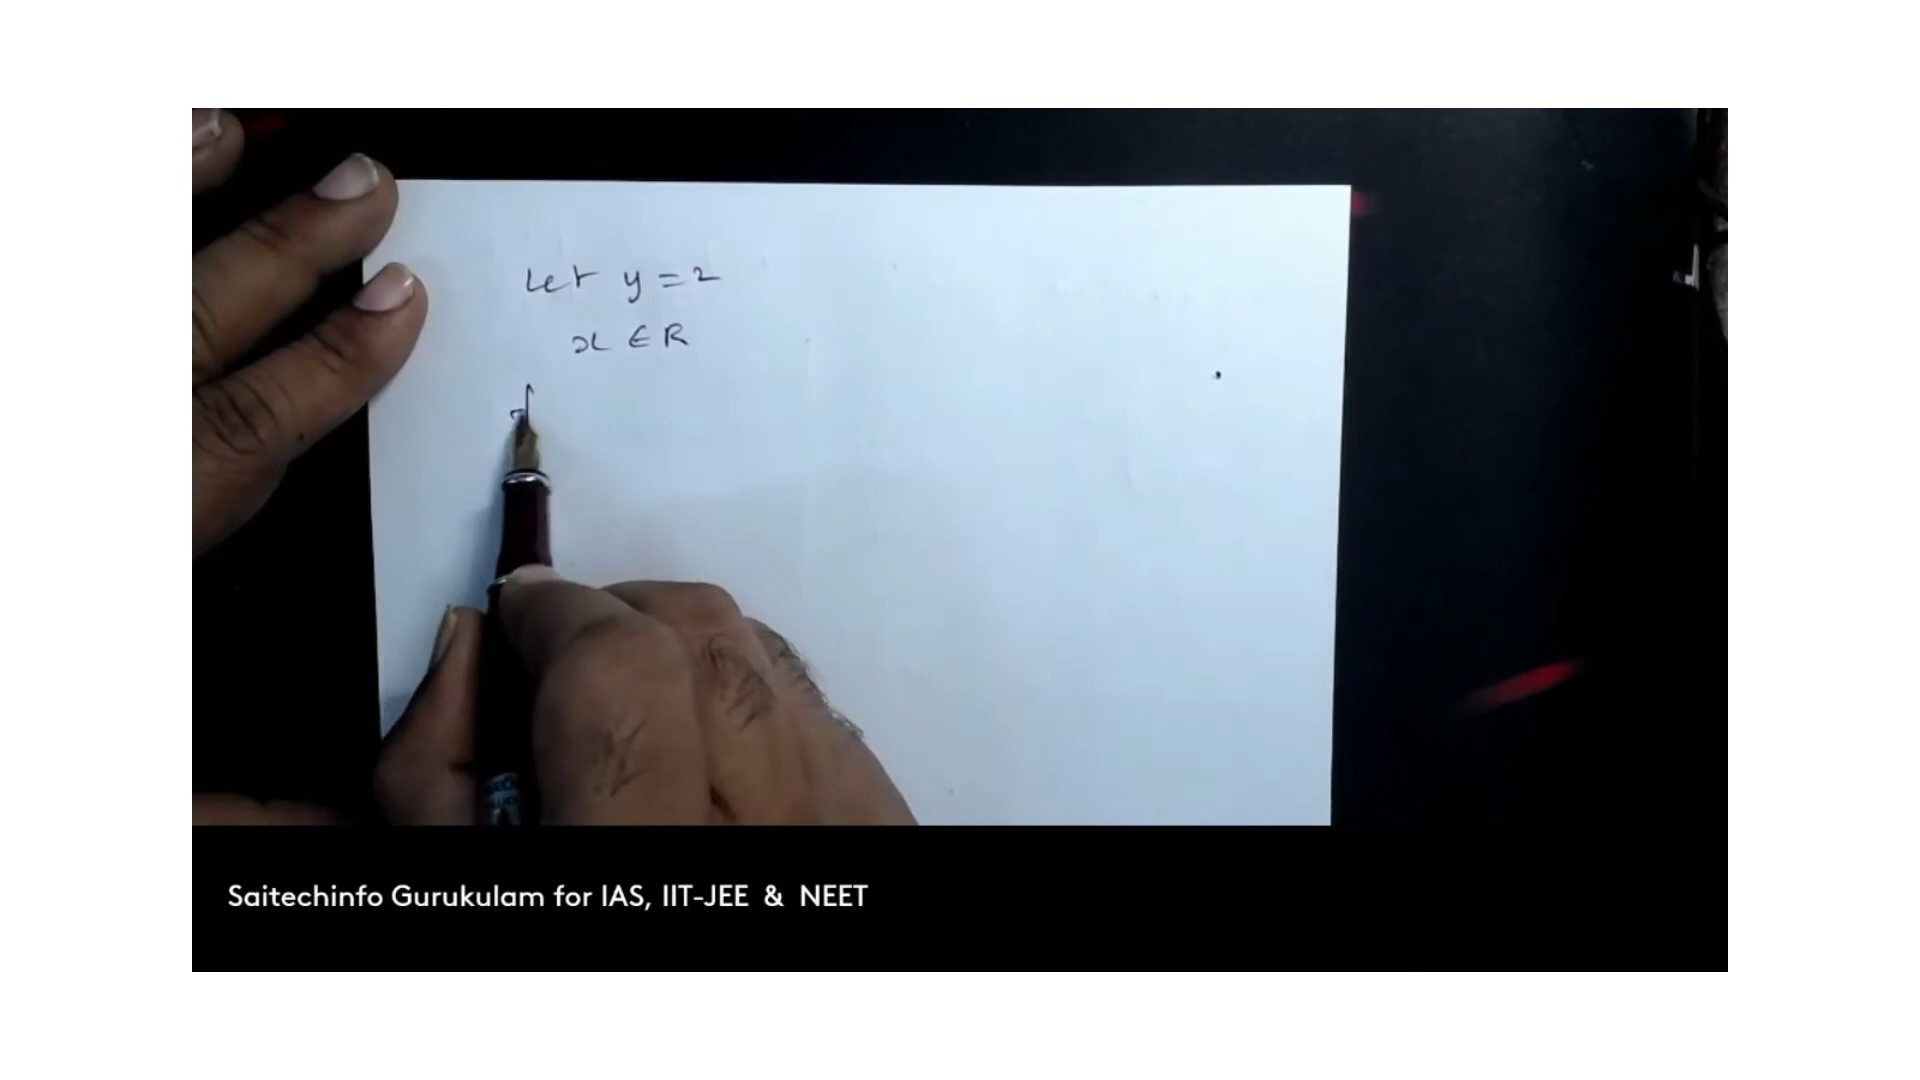 Let y = 2
x ∈ R
Saitechinfo Gurukulam for IAS, IIT-JEE & NEET